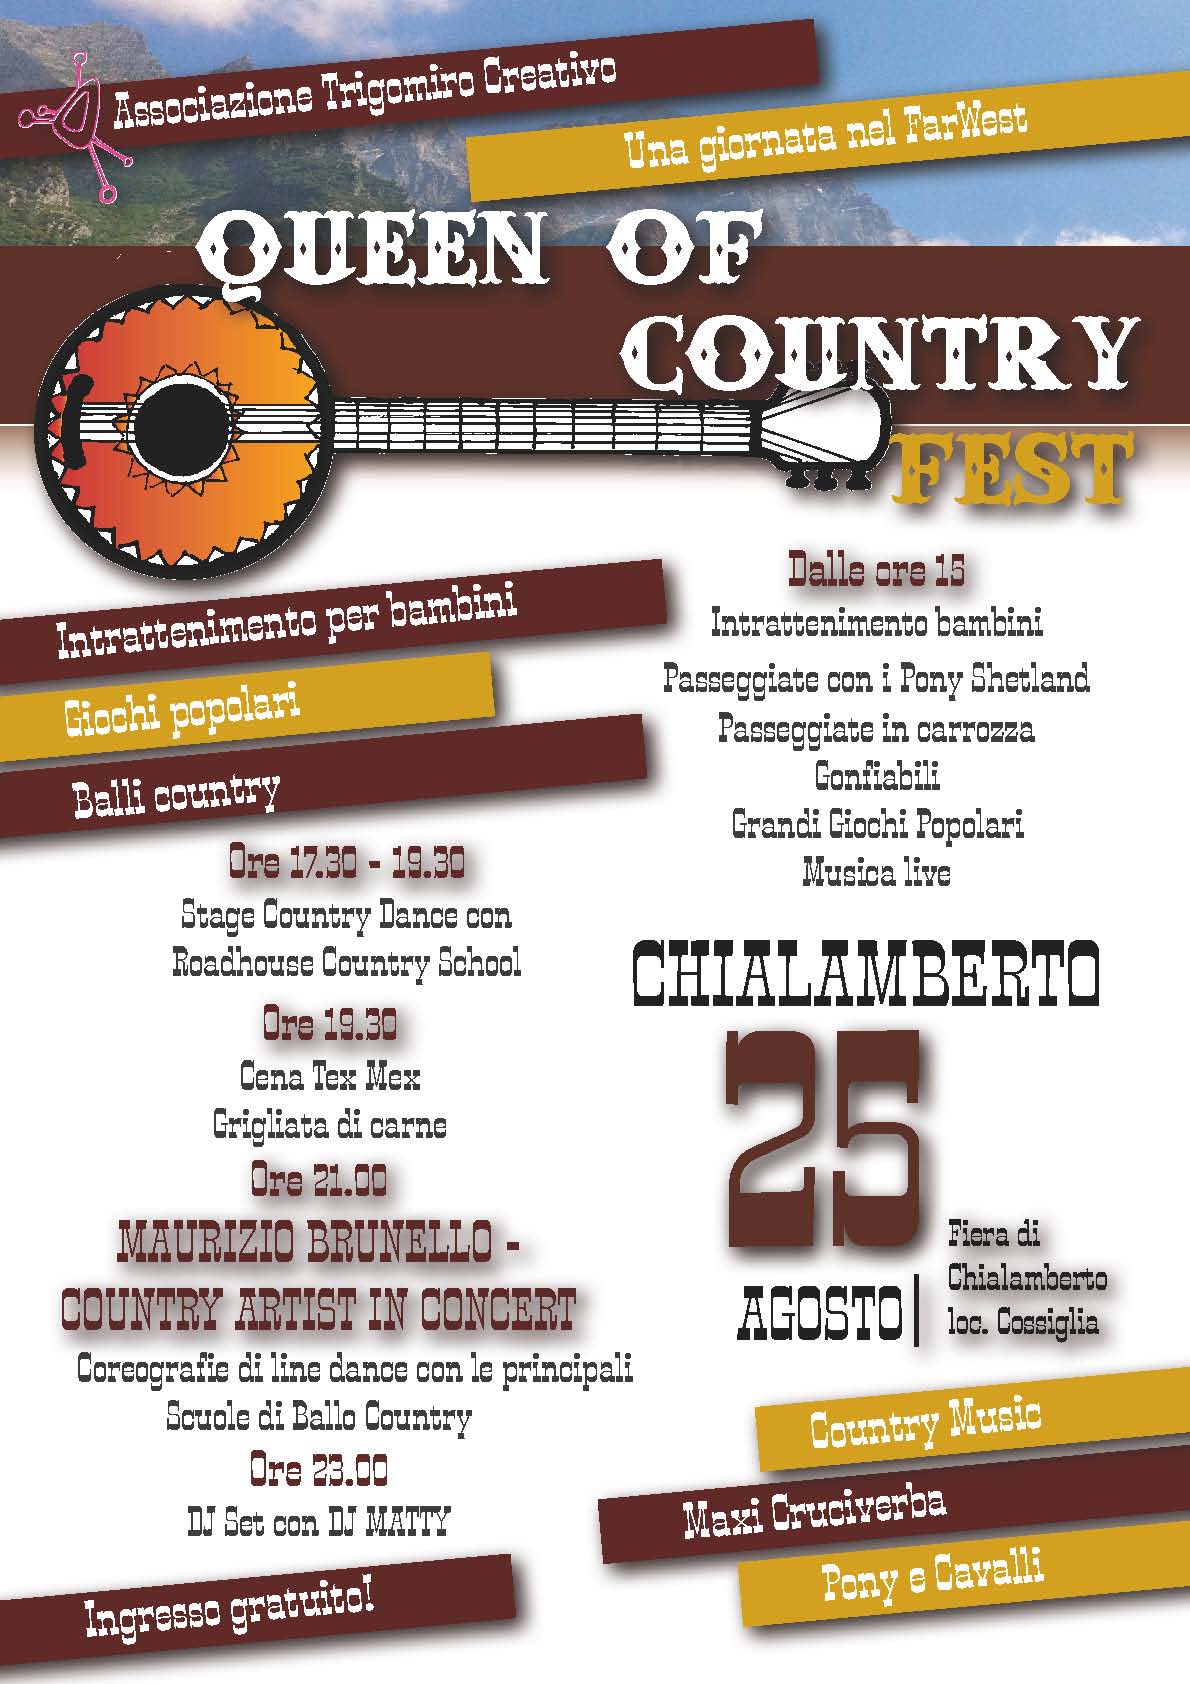 Associazione Trigomiro Creativo
Una giornata nel FarWest
QUEEN OF
COUNTRY
FEST
Intrattenimento per bambini
Giochi popolari
Balli country
Dalle ore 15
Intrattenimento bambini
Passeggiate con i Pony Shetland
Passeggiate in carrozza
Gonfiabili
Grandi Giochi Popolari
Musica live
Ore 17.30 - 19.30
Stage Country Dance con
Roadhouse Country School
Ore 19.30
Cena Tex Mex
Grigliata di carne
Ore 21.00
MAURIZIO BRUNELLO -
COUNTRY ARTIST IN CONCERT
Coreografie di line dance con le principali
Scuole di Ballo Country
Ore 23.00
DJ Set con DJ MATTY
Ingresso gratuito!
CHIALAMBERTO
25
AGOSTO
Fiera di
Chialamberto
loc. Cossiglia
Country Music
Maxi Cruciverba
Pony e Cavalli